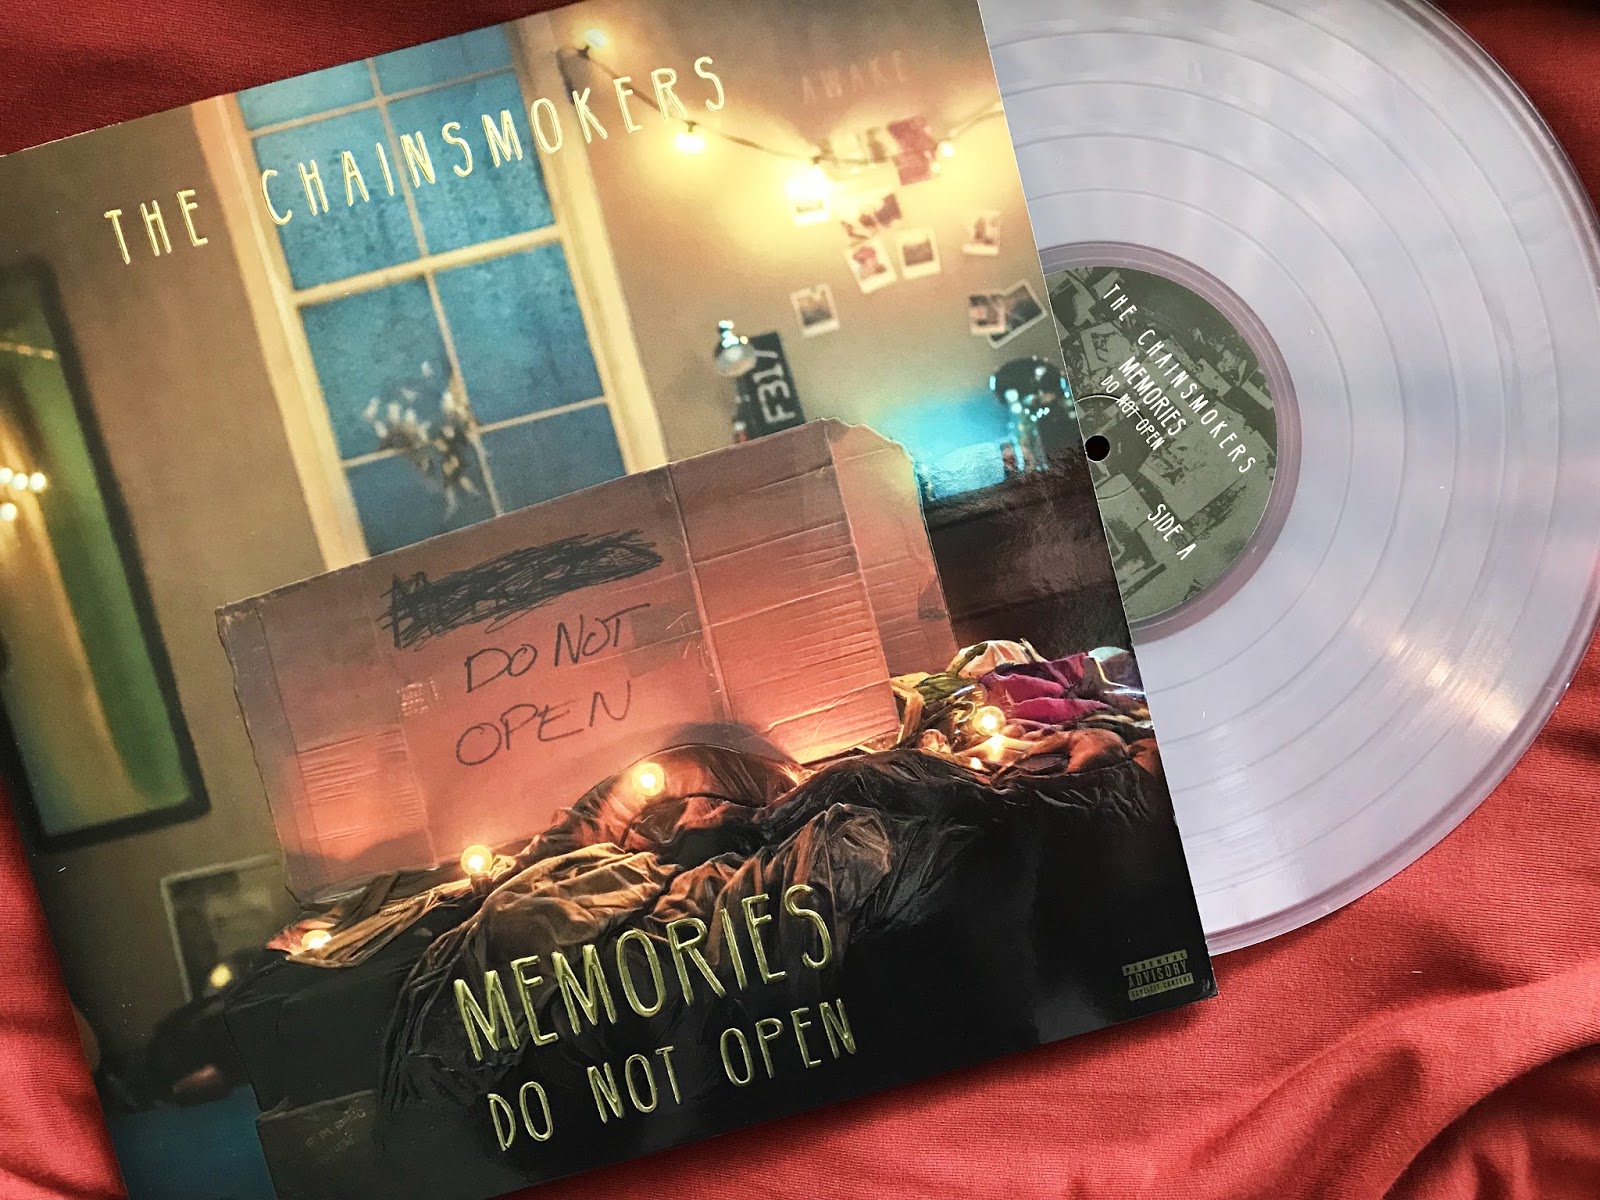 THE CHAINSMOKERS
AWAKE
DO NOT
OPEN
MEMORIES
DO NOT OPEN
PARENTAL
ADVISORY
EXPLICIT CONTENT
THE CHAINSMOKERS
MEMORIES
DO NOT OPEN
SIDE A